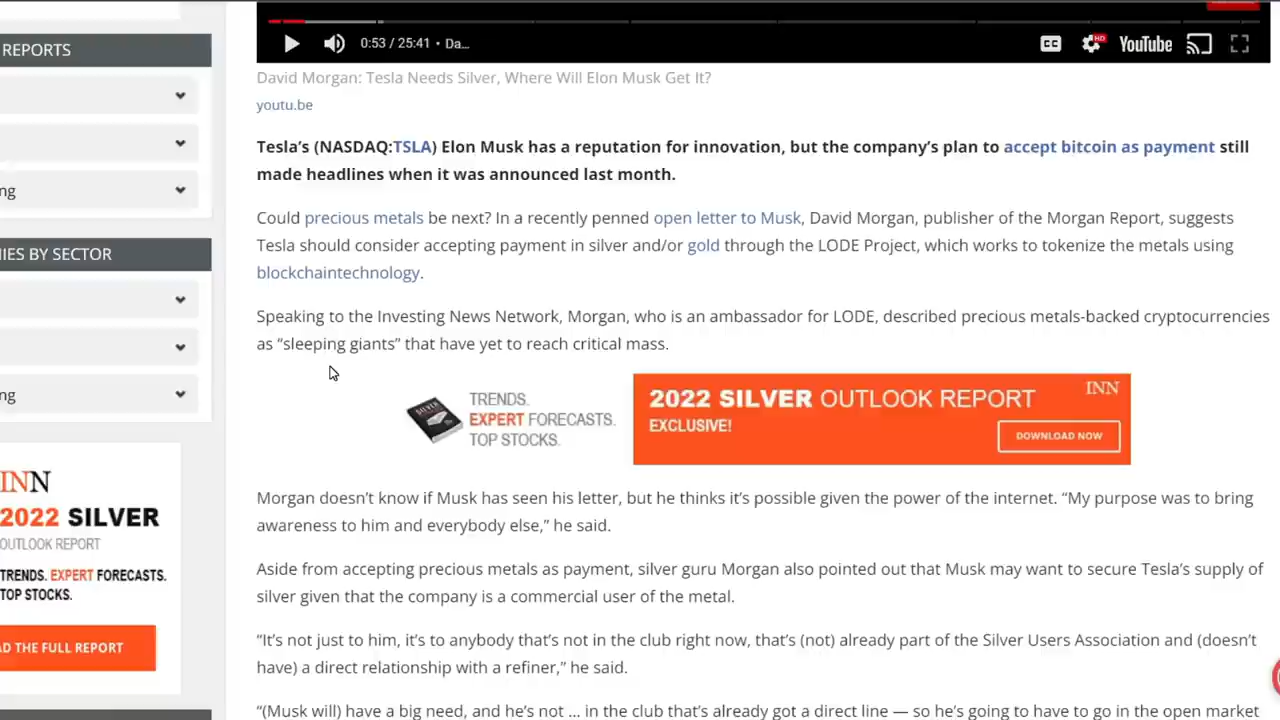 0:53 / 25:41 • Da...
CC
HD
YouTube
REPORTS
David Morgan: Tesla Needs Silver, Where Will Elon Musk Get It?
youtu.be
Tesla's (NASDAQ:TSLA) Elon Musk has a reputation for innovation, but the company's plan to accept bitcoin as payment still
made headlines when it was announced last month.
ng
Could precious metals be next? In a recently penned open letter to Musk, David Morgan, publisher of the Morgan Report, suggests
Tesla should consider accepting payment in silver and/or gold through the LODE Project, which works to tokenize the metals using
blockchaintechnology.
IES BY SECTOR
Speaking to the Investing News Network, Morgan, who is an ambassador for LODE, described precious metals-backed cryptocurrencies
as “sleeping giants” that have yet to reach critical mass.
ng
SILVER
TRENDS.
EXPERT FORECASTS.
TOP STOCKS.
2022 SILVER OUTLOOK REPORT
EXCLUSIVE!
INN
DOWNLOAD NOW
INN
2022 SILVER
OUTLOOK REPORT
TRENDS. EXPERT FORECASTS.
TOP STOCKS.
AD THE FULL REPORT
Morgan doesn't know if Musk has seen his letter, but he thinks it's possible given the power of the internet. “My purpose was to bring
awareness to him and everybody else,” he said.
Aside from accepting precious metals as payment, silver guru Morgan also pointed out that Musk may want to secure Tesla's supply of
silver given that the company is a commercial user of the metal.
“It's not just to him, it's to anybody that's not in the club right now, that's (not) already part of the Silver Users Association and (doesn't
have) a direct relationship with a refiner,” he said.
“(Musk will) have a big need, and he's not … in the club that's already got a direct line — so he's going to have to go in the open market